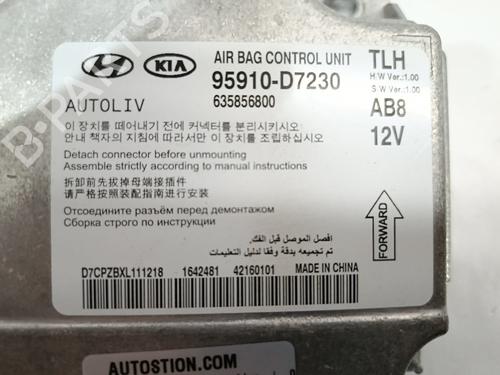 HYUNDAI KIA AIR BAG CONTROL UNIT TLH
95910-D7230 H/W Ver.:1.00
S/W Ver.:1.00
AUTOLIV 635856800 AB8
이 장치를 떼어내기 전에 커넥터를 분리시키시오
안내 책자의 지침에 따라서만 이 장치를 조립하십시오 12V
Detach connector before unmounting
Assemble strictly according to manual instructions
拆卸前先拔掉母端接插件
请严格按照装配指南进行安装
Отсоедините разъём перед демонтажом
Сборка строго по инструкции
FORWARD
افصل الموصل قبل الفك.
تم تجميعه بدقة وفقا لدليل التعليمات
D7CPZBXL111218 1642481 42160101 MADE IN CHINA
AUTOSTION.COM
B-PARTS